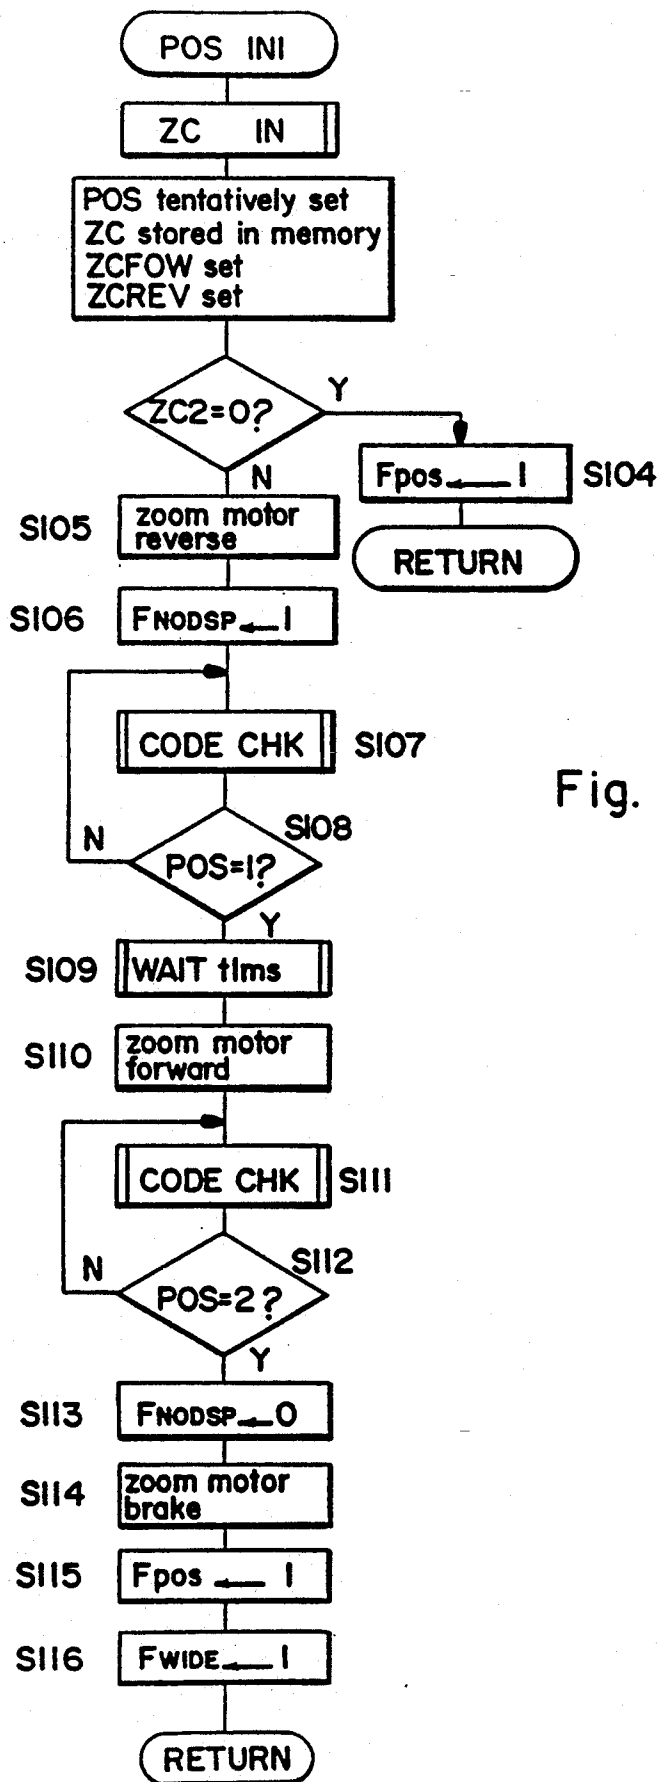 POS INI
ZC IN
POS tentatively set
ZC stored in memory
ZCFOW set
ZCREV set
ZC2=0?
Y
N
Fpos ← 1
S104
RETURN
S105
zoom motor
reverse
S106
FNODSP ← 1
CODE CHK
S107
Fig.
S108
POS=1?
N
Y
S109
WAIT t1ms
S110
zoom motor
forward
CODE CHK
S111
S112
POS=2?
N
Y
S113
FNODSP ← 0
S114
zoom motor
brake
S115
Fpos ← 1
S116
FWIDE ← 1
RETURN